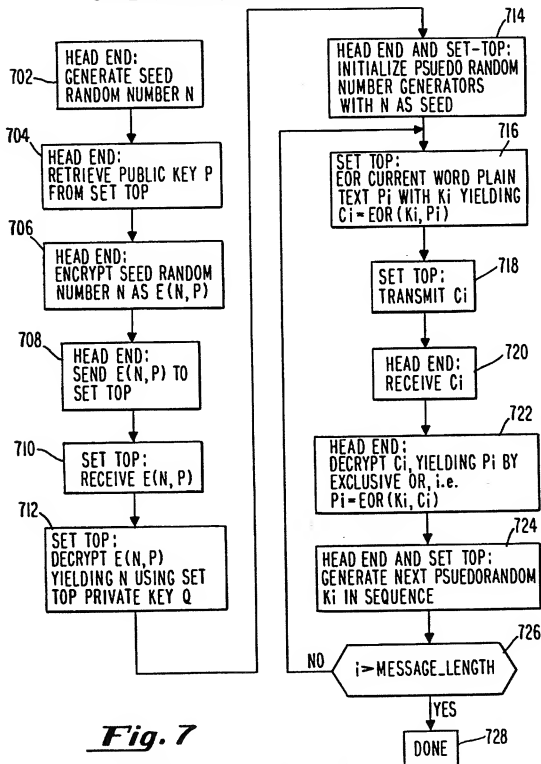 702
HEAD END:
GENERATE SEED
RANDOM NUMBER N
704
HEAD END:
RETRIEVE PUBLIC KEY P
FROM SET TOP
706
HEAD END:
ENCRYPT SEED RANDOM
NUMBER N AS E(N,P)
708
HEAD END:
SEND E(N,P) TO
SET TOP
710
SET TOP:
RECEIVE E(N,P)
712
SET TOP:
DECRYPT E(N,P)
YIELDING N USING SET
TOP PRIVATE KEY Q
714
HEAD END AND SET-TOP:
INITIALIZE PSUEDO RANDOM
NUMBER GENERATORS
WITH N AS SEED
716
SET TOP:
EOR CURRENT WORD PLAIN
TEXT Pi WITH Ki YIELDING
Ci=EOR(Ki,Pi)
718
SET TOP:
TRANSMIT Ci
720
HEAD END:
RECEIVE Ci
722
HEAD END:
DECRYPT Ci, YIELDING Pi BY
EXCLUSIVE OR, i.e.
Pi=EOR(Ki,Ci)
724
HEAD END AND SET TOP:
GENERATE NEXT PSUEDORANDOM
Ki IN SEQUENCE
726
NO
i>MESSAGE_LENGTH
YES
DONE
728
Fig. 7